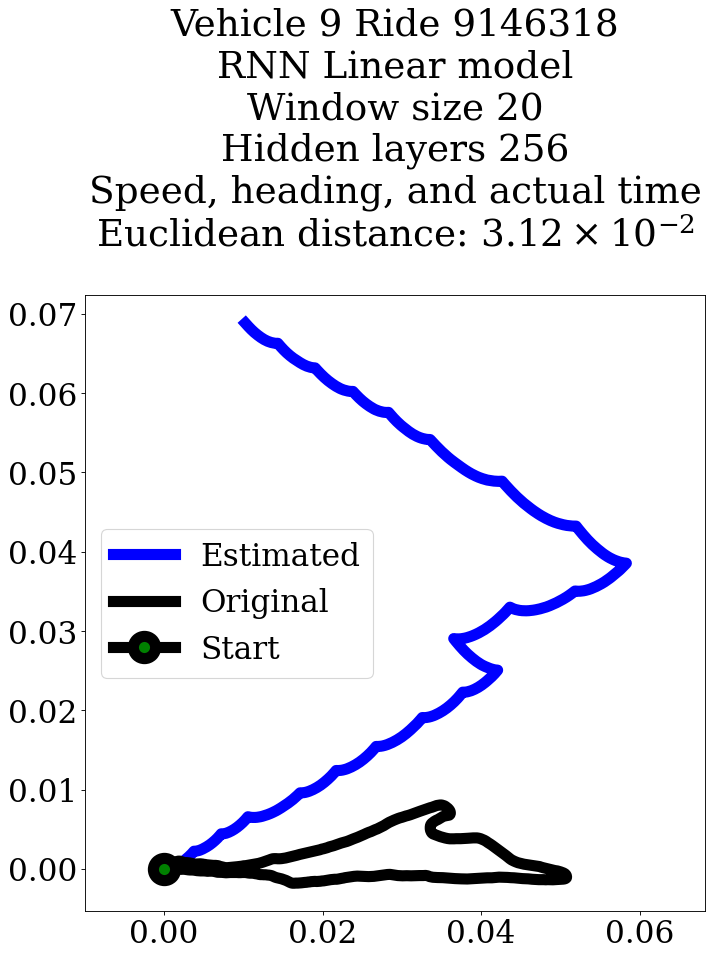 Vehicle 9 Ride 9146318
RNN Linear model
Window size 20
Hidden layers 256
Speed, heading, and actual time
Euclidean distance: 3.12 × 10⁻²
0.07
0.06
0.05
0.04
0.03
0.02
0.01
0.00
Estimated
Original
Start
0.00 0.02 0.04 0.06